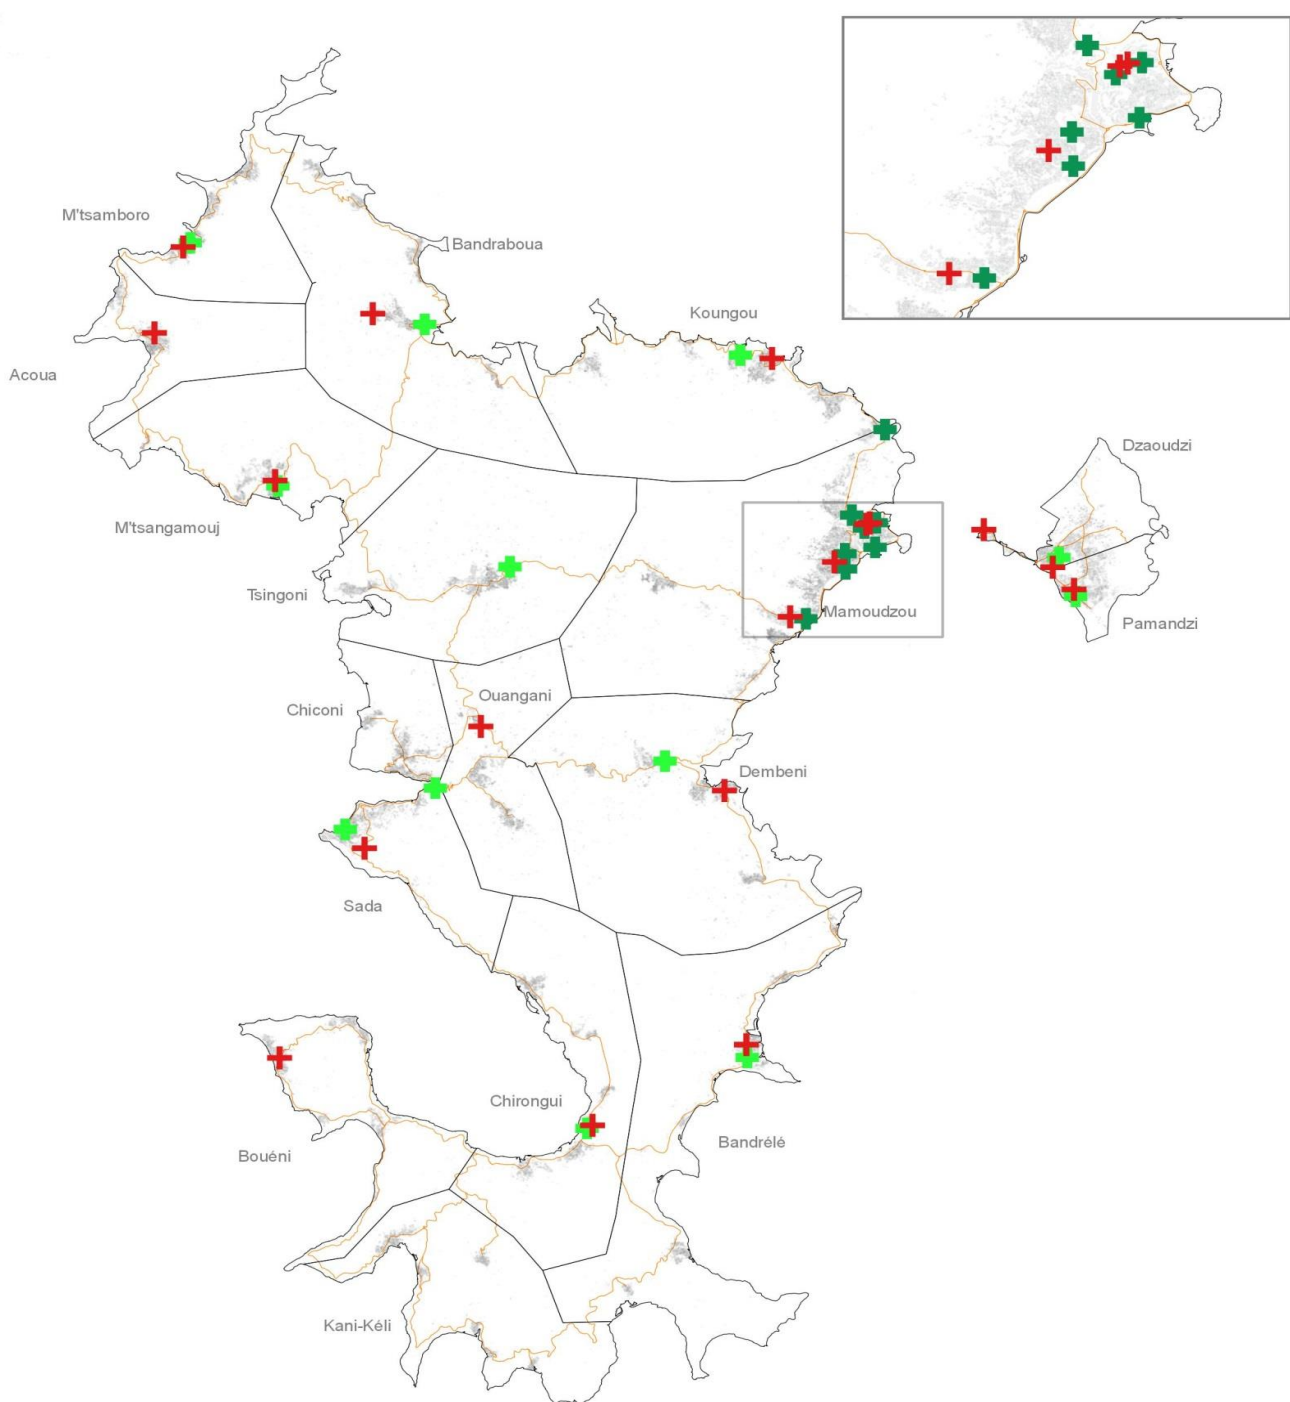 M'tsamboro
Bandraboua
Koungou
Acoua
Dzaoudzi
M'tsangamouj
Tsingoni
Mamoudzou
Pamandzi
Ouangani
Chiconi
Dembeni
Sada
Chirongui
Bandrélé
Bouéni
Kani-Kéli